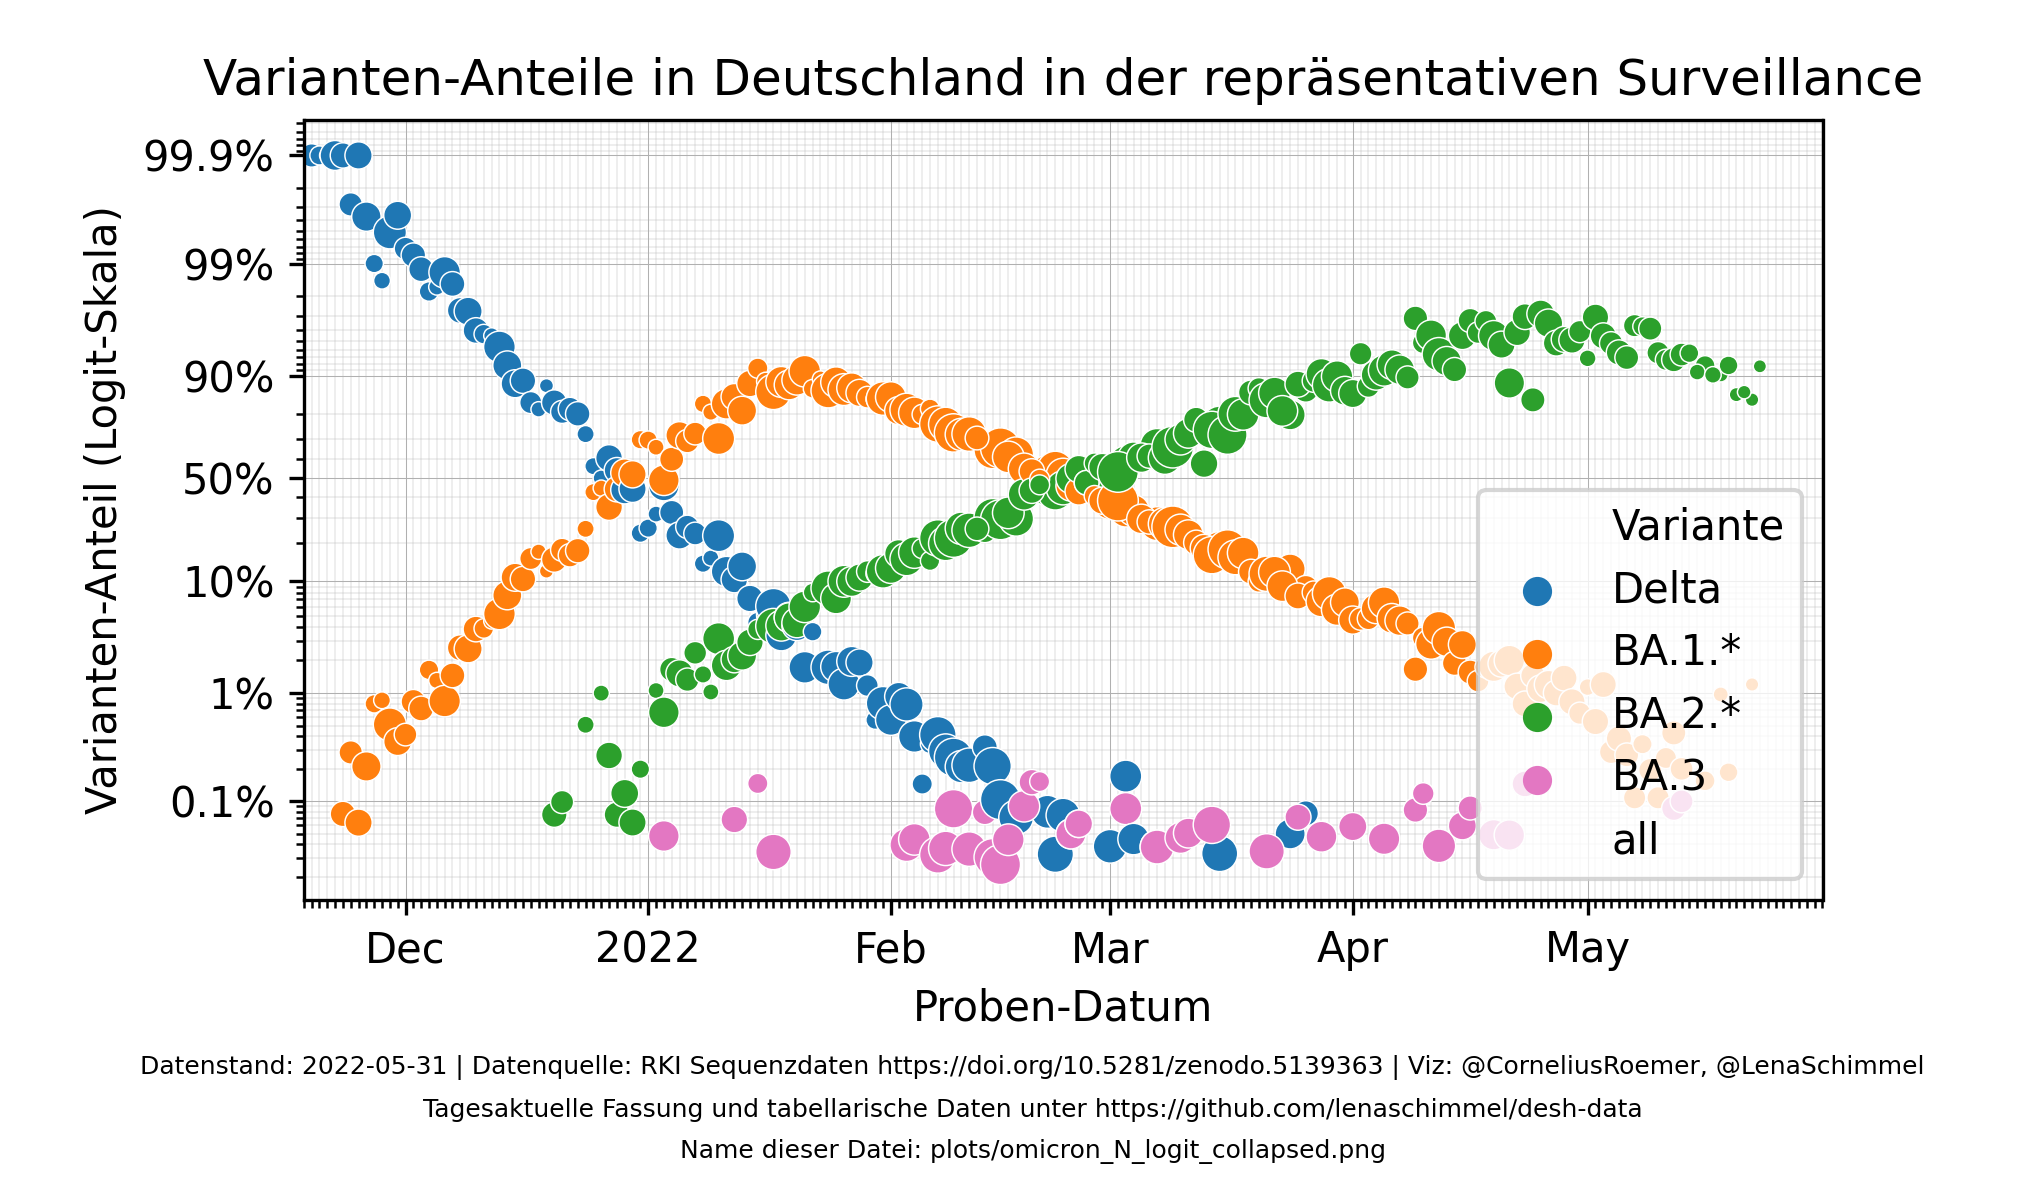 Varianten-Anteile in Deutschland in der repräsentativen Surveillance
Varianten-Anteil (Logit-Skala)
99.9%
99%
90%
50%
10%
1%
0.1%
Variante
Delta
BA.1.*
BA.2.*
BA.3
all
Dec 2022 Feb Mar Apr May
Proben-Datum
Datenstand: 2022-05-31 | Datenquelle: RKI Sequenzdaten https://doi.org/10.5281/zenodo.5139363 | Viz: @CorneliusRoemer, @LenaSchimmel
Tagesaktuelle Fassung und tabellarische Daten unter https://github.com/lenaschimmel/desh-data
Name dieser Datei: plots/omicron_N_logit_collapsed.png